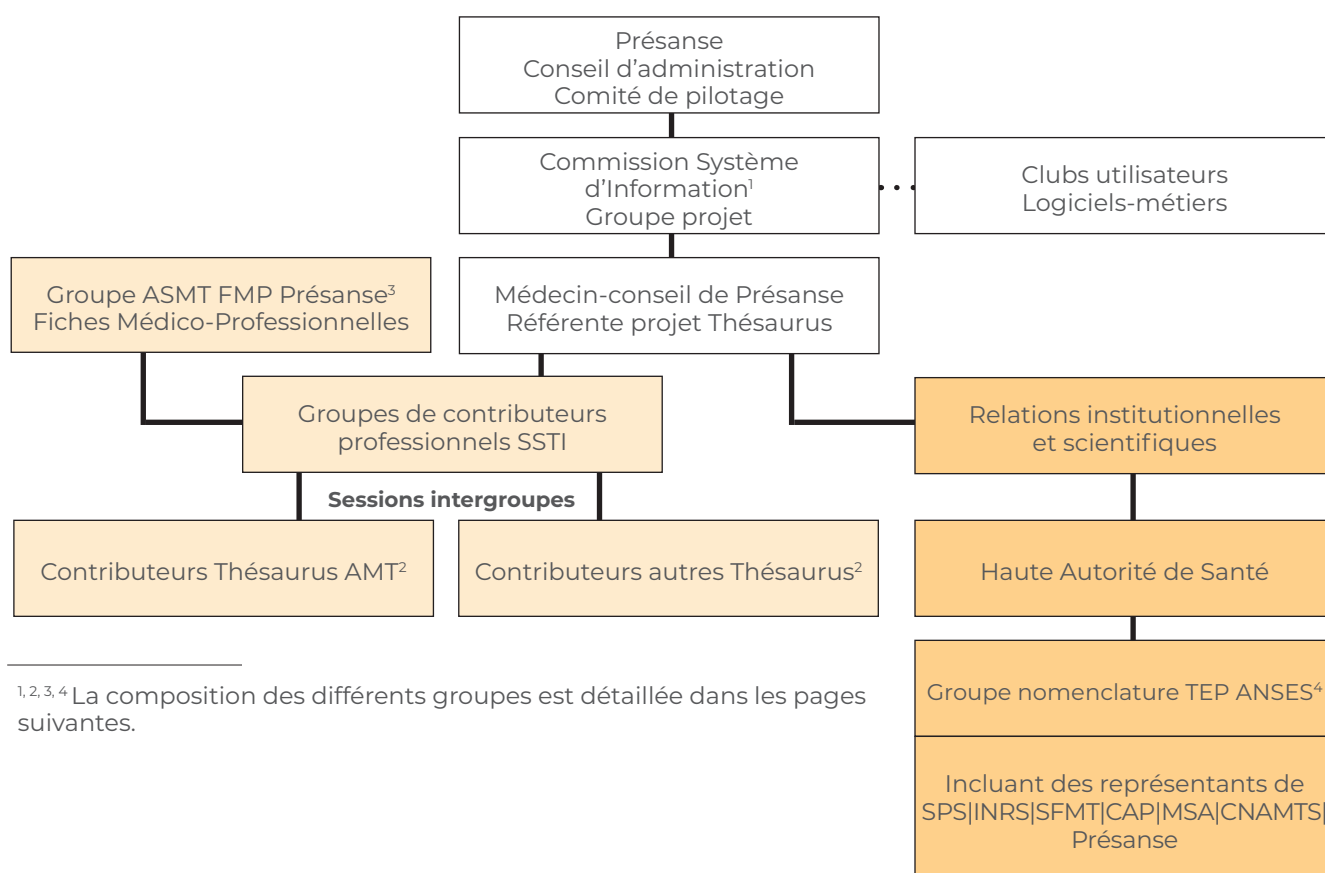 Présanse
Conseil d'administration
Comité de pilotage
Commission Système
d'Information¹
Groupe projet
Clubs utilisateurs
Logiciels-métiers
Groupe ASMT FMP Présanse³
Fiches Médico-Professionnelles
Médecin-conseil de Présanse
Référente projet Thésaurus
Groupes de contributeurs
professionnels SSTI
Relations institutionnelles
et scientifiques
Sessions intergroupes
Contributeurs Thésaurus AMT²
Contributeurs autres Thésaurus²
Haute Autorité de Santé
Groupe nomenclature TEP ANSES⁴
Incluant des représentants de
SPS|INRS|SFMT|CAP|MSA|CNAMTS|
Présanse
¹, ², ³, ⁴ La composition des différents groupes est détaillée dans les pages
suivantes.